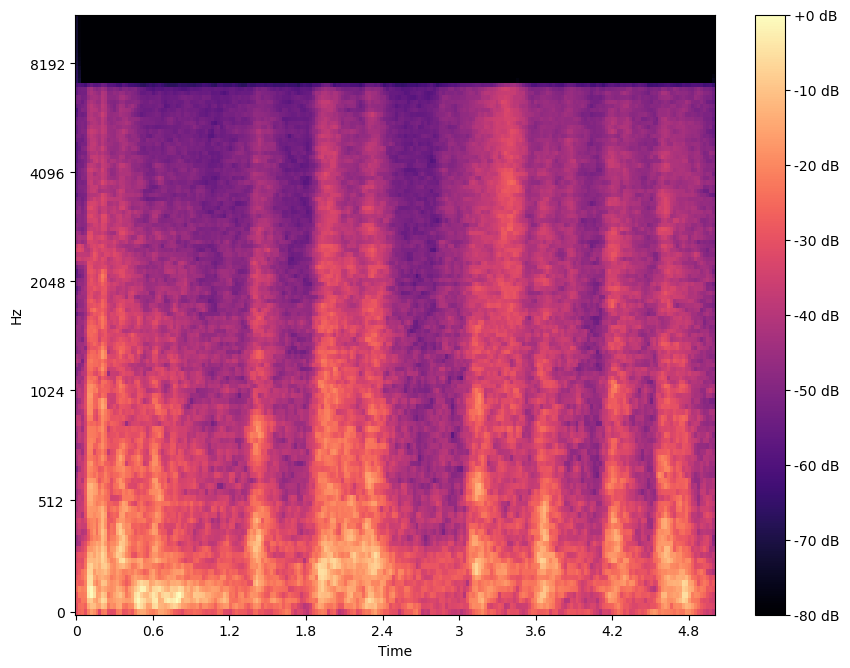 8192
4096
2048
1024
512
0
Hz
0 0.6 1.2 1.8 2.4 3 3.6 4.2 4.8
Time
+0 dB
-10 dB
-20 dB
-30 dB
-40 dB
-50 dB
-60 dB
-70 dB
-80 dB